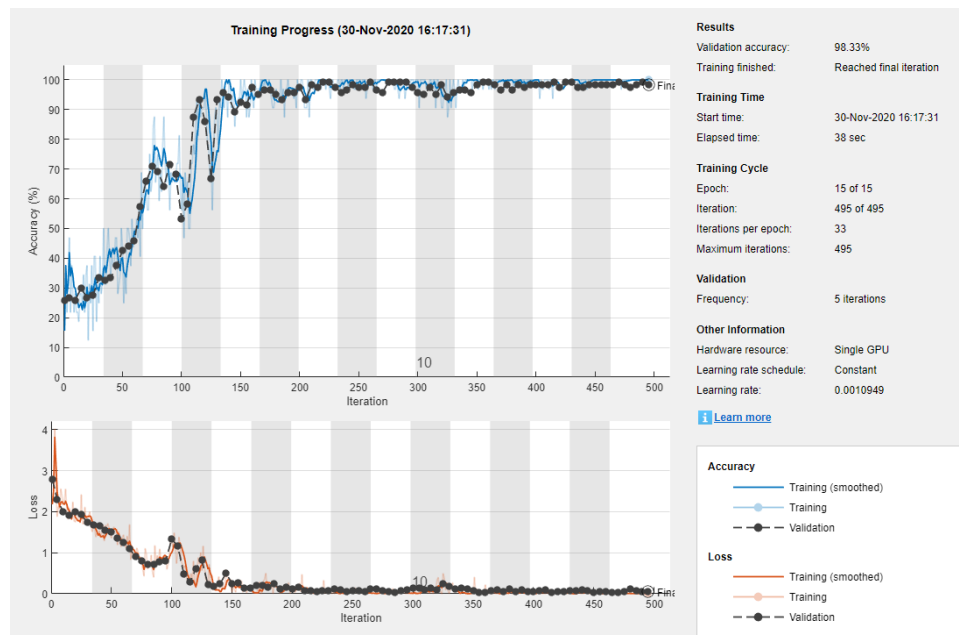 Training Progress (30-Nov-2020 16:17:31)
100
90
80
70
60
50
40
30
20
10
0
Accuracy (%)
10
Fina
0 50 100 150 200 250 300 350 400 450 500
Iteration
4
3
2
1
0
Loss
10
Fina
0 50 100 150 200 250 300 350 400 450 500
Iteration
Results
Validation accuracy: 98.33%
Training finished: Reached final iteration
Training Time
Start time: 30-Nov-2020 16:17:31
Elapsed time: 38 sec
Training Cycle
Epoch: 15 of 15
Iteration: 495 of 495
Iterations per epoch: 33
Maximum iterations: 495
Validation
Frequency: 5 iterations
Other Information
Hardware resource: Single GPU
Learning rate schedule: Constant
Learning rate: 0.0010949
i Learn more
Accuracy
Training (smoothed)
Training
Validation
Loss
Training (smoothed)
Training
Validation